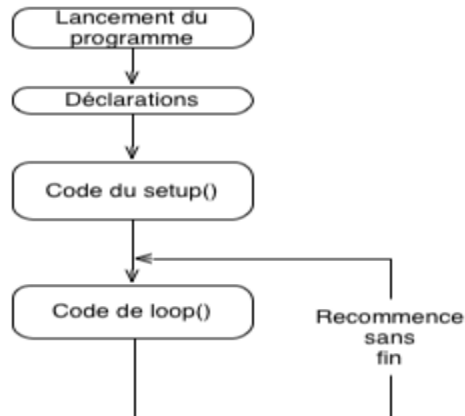 Lancement du
programme
Déclarations
Code du setup()
Code de loop()
Recommence
sans
fin